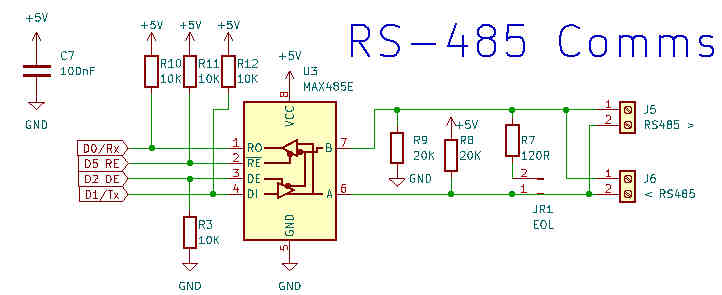 RS-485 Comms
+5V
+5V
+5V
+5V
+5V
C7
100nF
GND
R10
10K
R11
10K
R12
10K
U3
MAX485E
8
VCC
D0/Rx
D5 RE
D2 DE
D1/Tx
1
2
3
4
RO
RE
DE
DI
B
A
7
6
GND
5
R3
10K
GND
GND
R9
20K
GND
+5V
R8
20K
R7
120R
2
1
JR1
EOL
1
2
J5
RS485 >
1
2
J6
< RS485